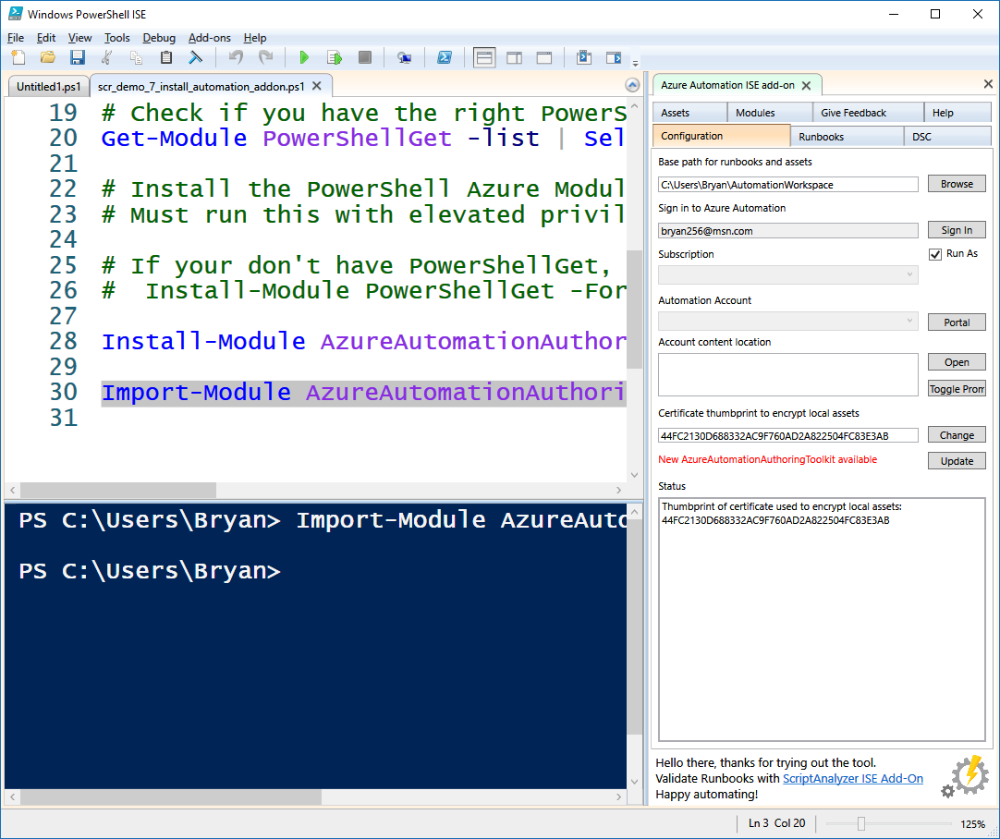 Windows PowerShell ISE
File Edit View Tools Debug Add-ons Help
Untitled1.ps1 scr_demo_7_install_automation_addon.ps1
19 # Check if you have the right PowerS
20 Get-Module PowerShellGet -list | Sel
21
22 # Install the PowerShell Azure Modul
23 # Must run this with elevated privil
24
25 # If your don't have PowerShellGet,
26 #  Install-Module PowerShellGet -For
27
28 Install-Module AzureAutomationAuthor
29
30 Import-Module AzureAutomationAuthori
31
PS C:\Users\Bryan> Import-Module AzureAuto
PS C:\Users\Bryan>
Azure Automation ISE add-on
Assets Modules Give Feedback Help
Configuration Runbooks DSC
Base path for runbooks and assets
C:\Users\Bryan\AutomationWorkspace Browse
Sign in to Azure Automation
bryan256@msn.com Sign In
Subscription Run As
Automation Account
Portal
Account content location
Open
Toggle Prom
Certificate thumbprint to encrypt local assets
44FC2130D688332AC9F760AD2A822504FC83E3AB Change
New AzureAutomationAuthoringToolkit available Update
Status
Thumbprint of certificate used to encrypt local assets:
44FC2130D688332AC9F760AD2A822504FC83E3AB
Hello there, thanks for trying out the tool.
Validate Runbooks with ScriptAnalyzer ISE Add-On
Happy automating!
Ln 3 Col 20 125%